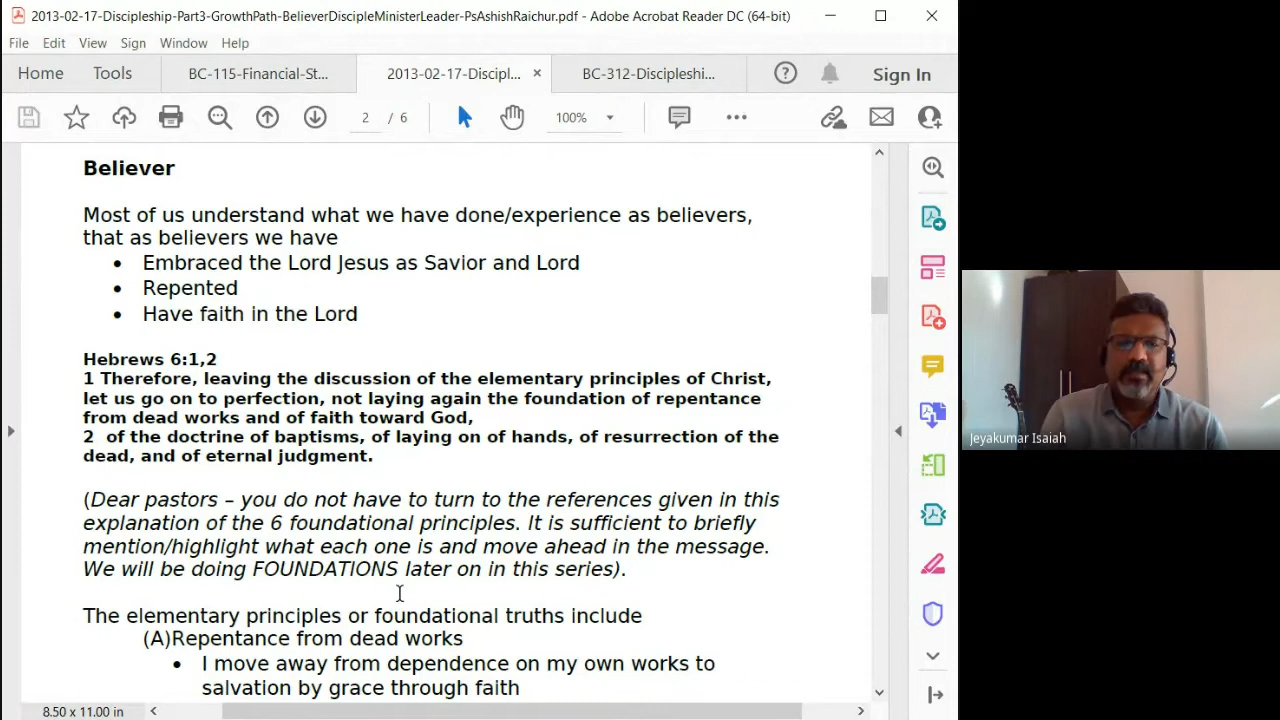 2013-02-17-Discipleship-Part3-GrowthPath-BelieverDiscipleMinisterLeader-PsAshishRaichur.pdf - Adobe Acrobat Reader DC (64-bit)
File Edit View Sign Window Help
Home Tools BC-115-Financial-St... 2013-02-17-Discipl... BC-312-Discipleshi... Sign In
2 / 6 100%
Believer
Most of us understand what we have done/experience as believers,
that as believers we have
• Embraced the Lord Jesus as Savior and Lord
• Repented
• Have faith in the Lord
Hebrews 6:1,2
1 Therefore, leaving the discussion of the elementary principles of Christ,
let us go on to perfection, not laying again the foundation of repentance
from dead works and of faith toward God,
2 of the doctrine of baptisms, of laying on of hands, of resurrection of the
dead, and of eternal judgment.
(Dear pastors – you do not have to turn to the references given in this
explanation of the 6 foundational principles. It is sufficient to briefly
mention/highlight what each one is and move ahead in the message.
We will be doing FOUNDATIONS later on in this series).
The elementary principles or foundational truths include
(A)Repentance from dead works
• I move away from dependence on my own works to
salvation by grace through faith
8.50 x 11.00 in
Jeyakumar Isaiah